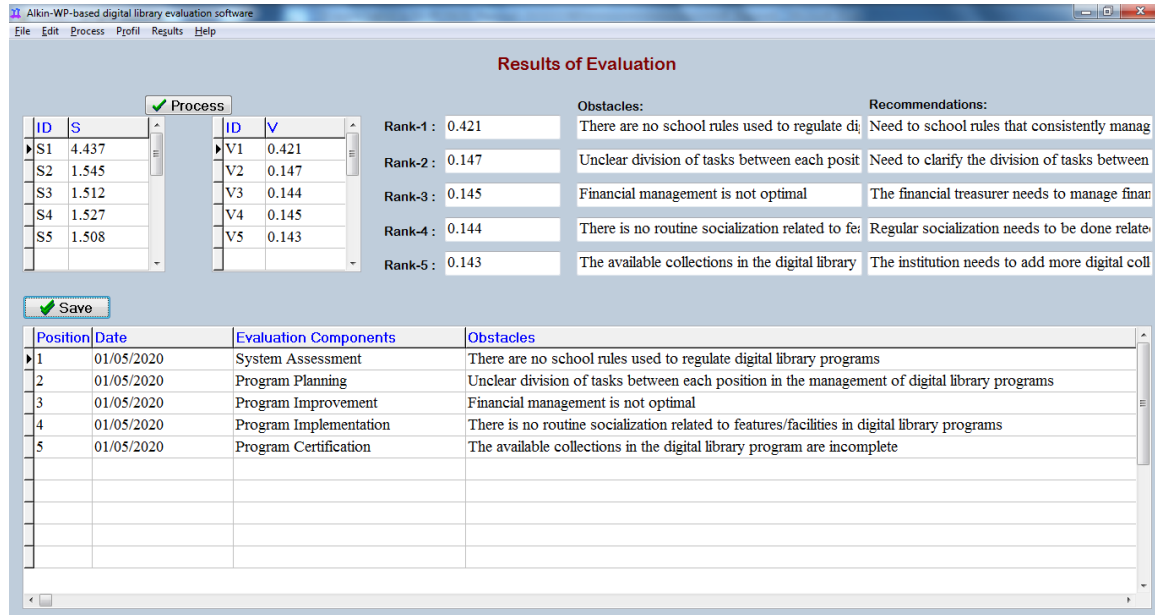 Alkin-WP-based digital library evaluation software
File Edit Process Profil Results Help
Results of Evaluation
Process
ID S
S1 4.437
S2 1.545
S3 1.512
S4 1.527
S5 1.508
ID V
V1 0.421
V2 0.147
V3 0.144
V4 0.145
V5 0.143
Obstacles: Recommendations:
Rank-1 : 0.421 There are no school rules used to regulate di Need to school rules that consistently manag
Rank-2 : 0.147 Unclear division of tasks between each posit Need to clarify the division of tasks between
Rank-3 : 0.145 Financial management is not optimal The financial treasurer needs to manage finan
Rank-4 : 0.144 There is no routine socialization related to fea Regular socialization needs to be done relate
Rank-5 : 0.143 The available collections in the digital library The institution needs to add more digital coll
Save
Position Date Evaluation Components Obstacles
1 01/05/2020 System Assessment There are no school rules used to regulate digital library programs
2 01/05/2020 Program Planning Unclear division of tasks between each position in the management of digital library programs
3 01/05/2020 Program Improvement Financial management is not optimal
4 01/05/2020 Program Implementation There is no routine socialization related to features/facilities in digital library programs
5 01/05/2020 Program Certification The available collections in the digital library program are incomplete